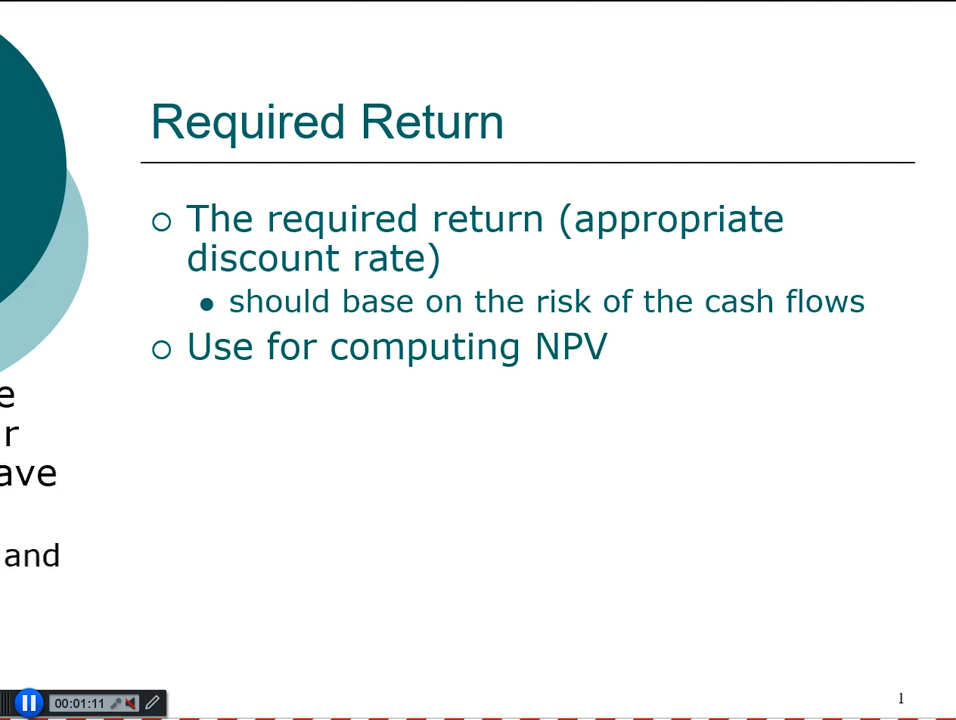 Required Return
The required return (appropriate
discount rate)
should base on the risk of the cash flows
Use for computing NPV
e
r
ave
and
00:01:11
1